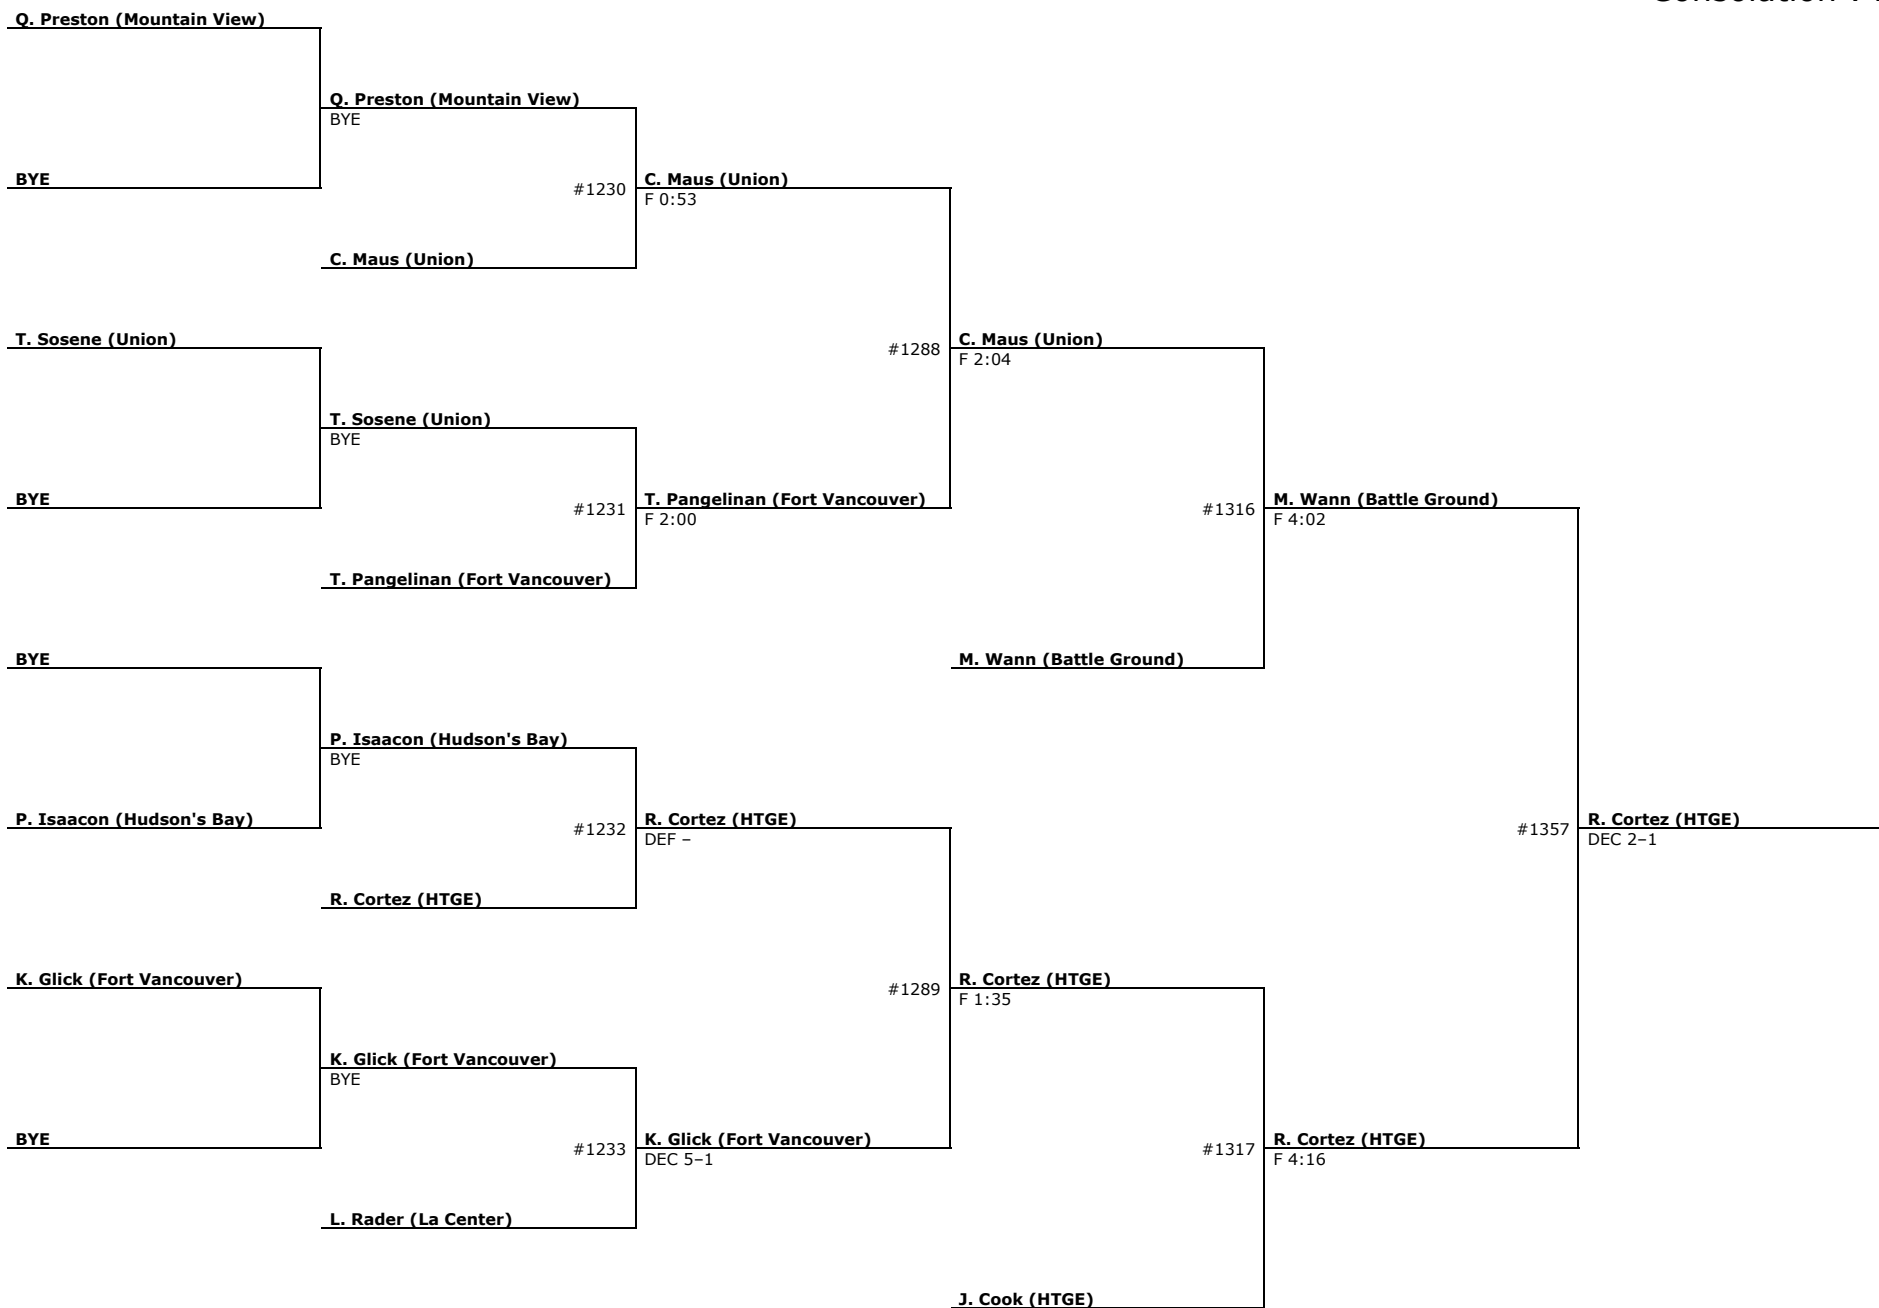 Consolation
Q. Preston (Mountain View)
Q. Preston (Mountain View)
BYE
BYE
#1230
C. Maus (Union)
F 0:53
C. Maus (Union)
T. Sosene (Union)
#1288
C. Maus (Union)
F 2:04
T. Sosene (Union)
BYE
BYE
#1231
T. Pangelinan (Fort Vancouver)
F 2:00
#1316
M. Wann (Battle Ground)
F 4:02
T. Pangelinan (Fort Vancouver)
BYE
M. Wann (Battle Ground)
P. Isaacon (Hudson's Bay)
BYE
P. Isaacon (Hudson's Bay)
#1232
R. Cortez (HTGE)
DEF –
#1357
R. Cortez (HTGE)
DEC 2–1
R. Cortez (HTGE)
K. Glick (Fort Vancouver)
#1289
R. Cortez (HTGE)
F 1:35
K. Glick (Fort Vancouver)
BYE
BYE
#1233
K. Glick (Fort Vancouver)
DEC 5–1
#1317
R. Cortez (HTGE)
F 4:16
L. Rader (La Center)
J. Cook (HTGE)